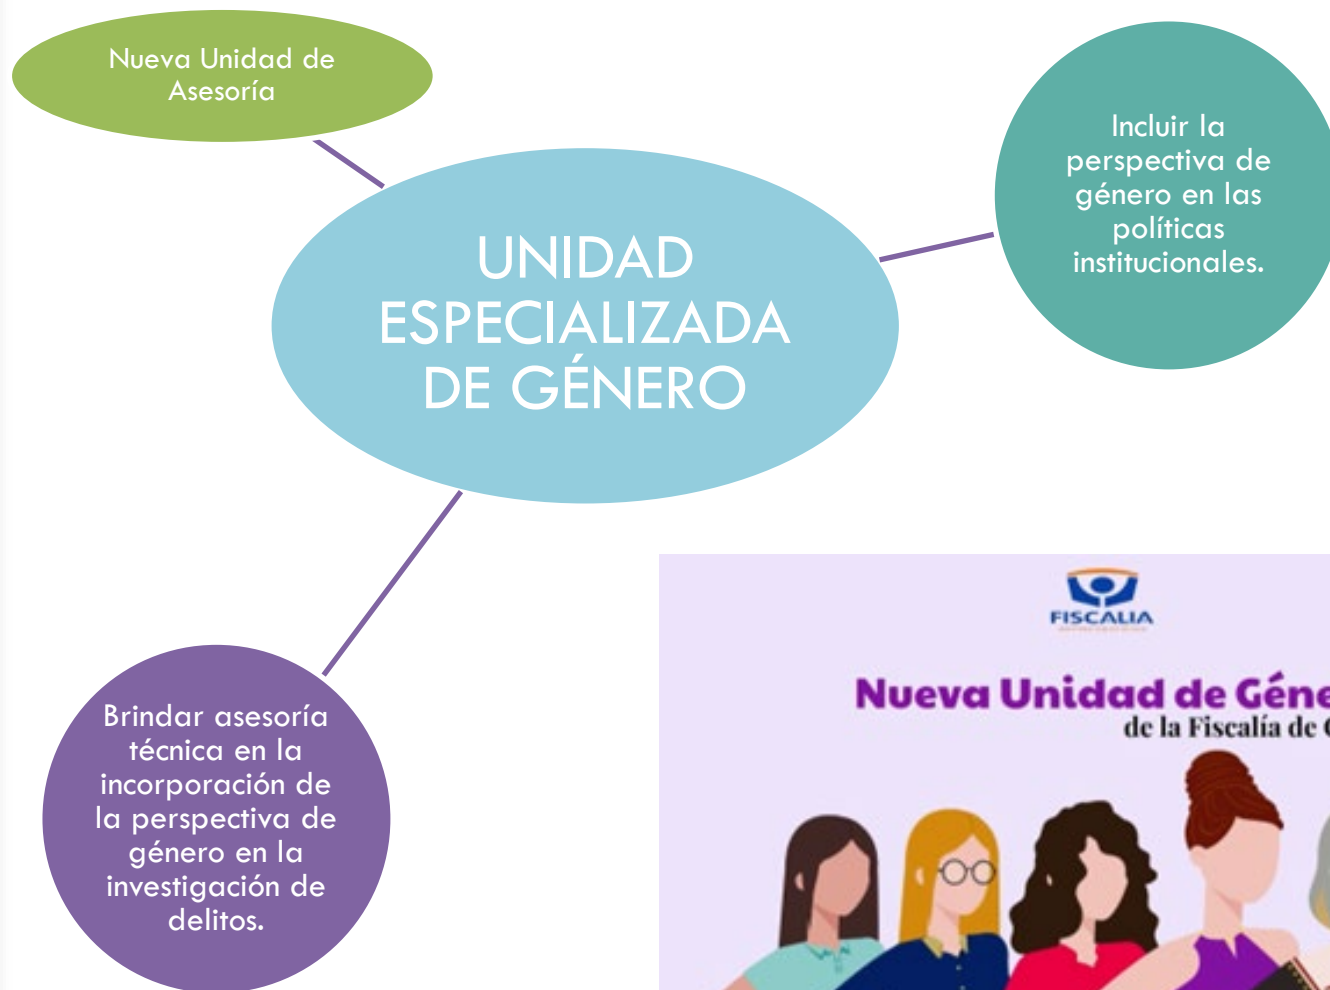 Nueva Unidad de
Asesoría
UNIDAD
ESPECIALIZADA
DE GÉNERO
Incluir la
perspectiva de
género en las
políticas
institucionales.
Brindar asesoría
técnica en la
incorporación de
la perspectiva de
género en la
investigación de
delitos.
FISCALIA
Nueva Unidad de Géne
de la Fiscalía de